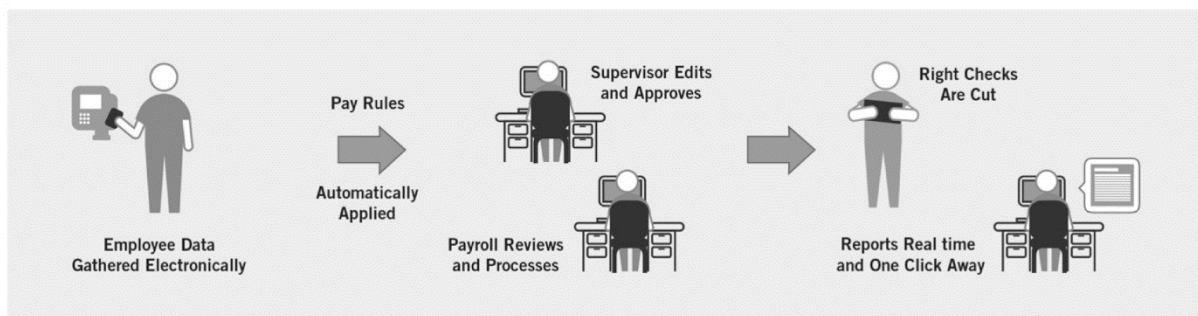 Employee Data
Gathered Electronically
Pay Rules
Automatically
Applied
Supervisor Edits
and Approves
Payroll Reviews
and Processes
Right Checks
Are Cut
Reports Real time
and One Click Away